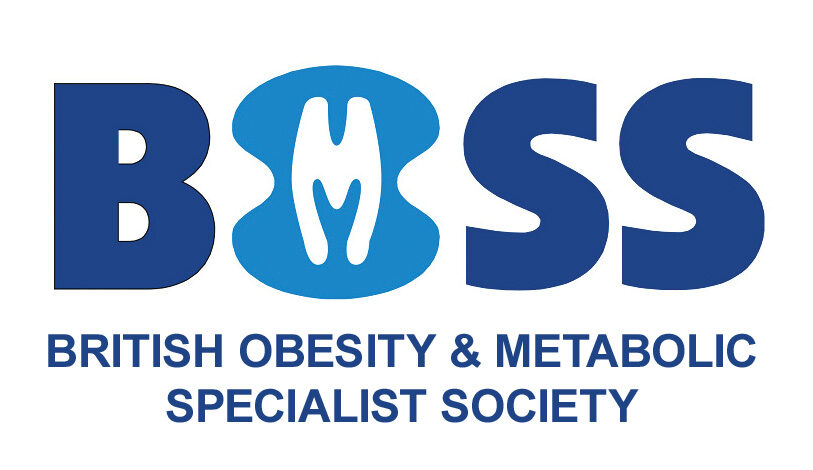 BOMSS
BRITISH OBESITY & METABOLIC
SPECIALIST SOCIETY